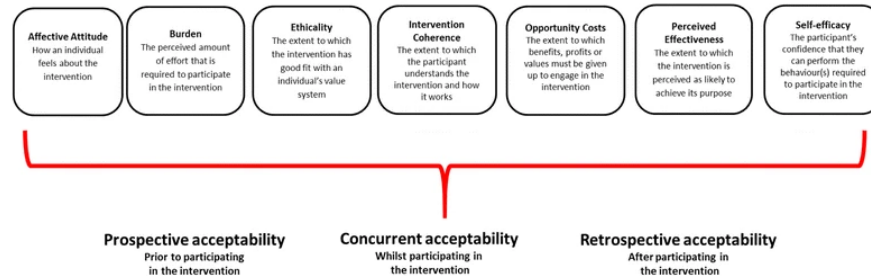 Affective Attitude
How an individual
feels about the
intervention
Burden
The perceived amount
of effort that is
required to participate
in the intervention
Ethicality
The extent to which
the intervention has
good fit with an
individual's value
system
Intervention
Coherence
The extent to which
the participant
understands the
intervention and how
it works
Opportunity Costs
The extent to which
benefits, profits or
values must be given
up to engage in the
intervention
Perceived
Effectiveness
The extent to which
the intervention is
perceived as likely to
achieve its purpose
Self-efficacy
The participant's
confidence that they
can perform the
behaviour(s) required
to participate in the
intervention
Prospective acceptability
Prior to participating
in the intervention
Concurrent acceptability
Whilst participating in
the intervention
Retrospective acceptability
After participating in
the intervention